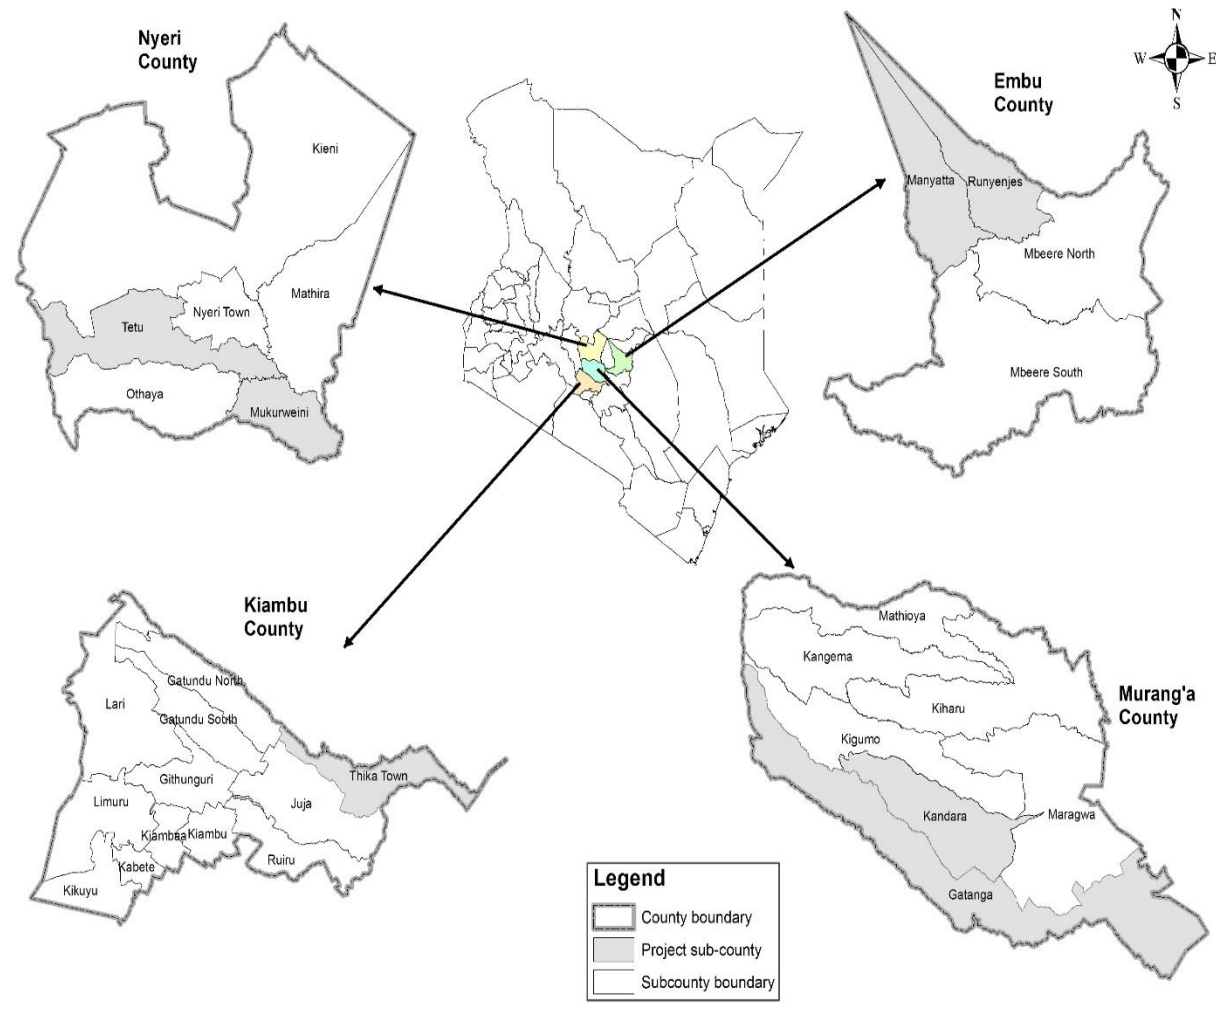 Nyeri
County
Kieni
Mathira
Nyeri Town
Tetu
Othaya
Mukurweini
Embu
County
N
W
E
S
Manyatta
Runyenjes
Mbeere North
Mbeere South
Kiambu
County
Gatundu North
Lari
Gatundu South
Githunguri
Thika Town
Limuru
Juja
Kiambaa
Kiambu
Ruiru
Kabete
Kikuyu
Murang'a
County
Mathioya
Kangema
Kiharu
Kigumo
Kandara
Maragwa
Gatanga
Legend
County boundary
Project sub-county
Subcounty boundary